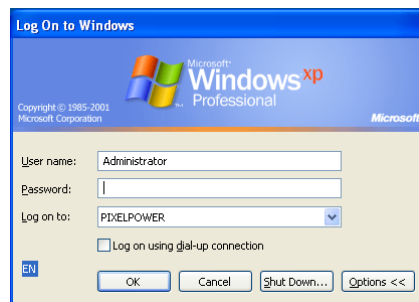 Log On to Windows
Microsoft
Windows xp
Professional
Copyright © 1985-2001
Microsoft Corporation
Microsoft
User name: Administrator
Password:
Log on to: PIXELPOWER
Log on using dial-up connection
EN
OK Cancel Shut Down... Options <<